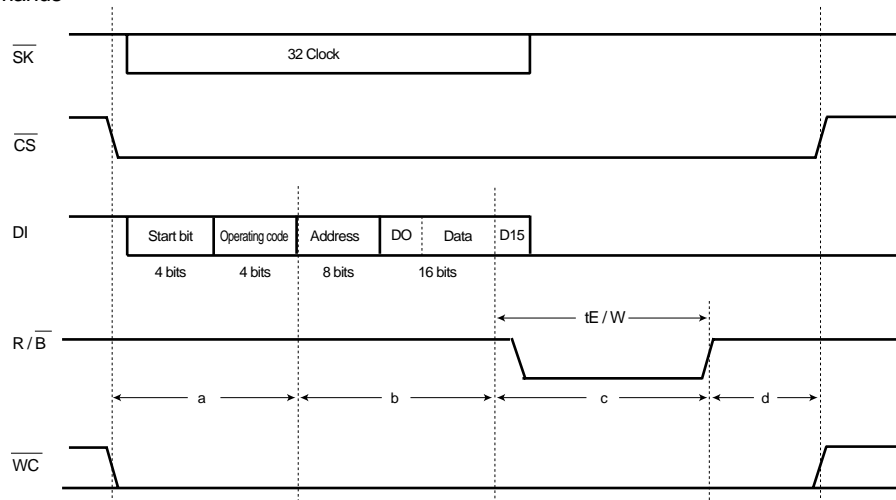 SK
32 Clock
CS
DI
Start bit
Operating code
Address
DO
Data
D15
4 bits
4 bits
8 bits
16 bits
tE / W
R / B
a
b
c
d
WC